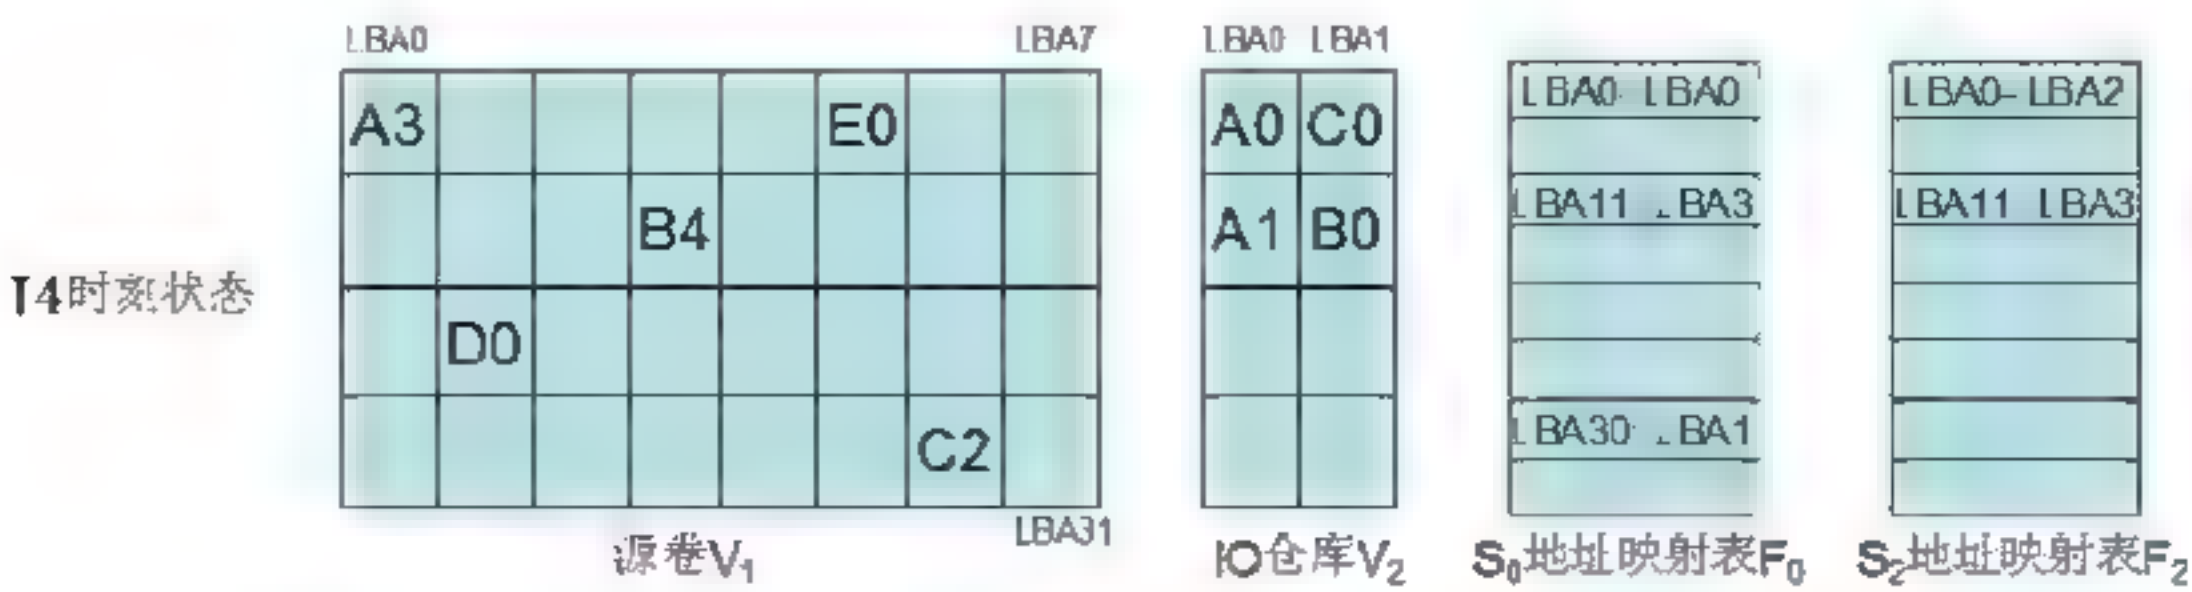 LBA0 LBA7 LBA0 LBA1
A3 E0 A0 C0 LBA0 LBA0 LBA0-LBA2
B4 A1 B0 LBA11 LBA3 LBA11 LBA3
T4时刻状态
D0
C2 LBA30 LBA1
LBA31
源卷V₁ IO仓库V₂ S₀地址映射表F₀ S₂地址映射表F₂